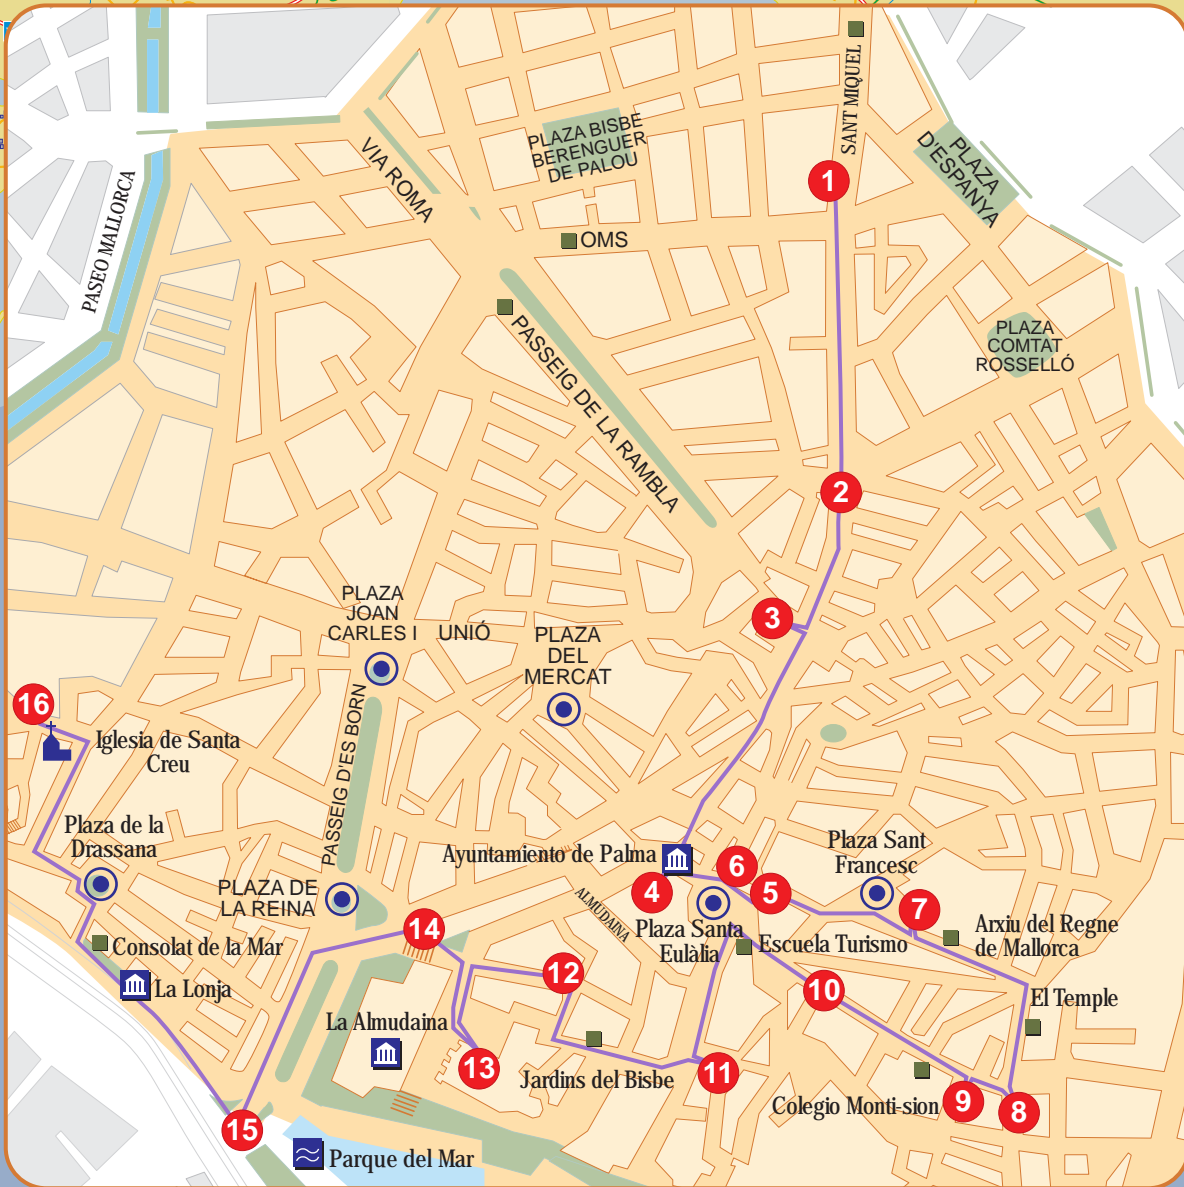 SANT MIQUEL
PLAZA BISBE
BERENGUER
DE PALOU
PLAZA
D'ESPANYA
VIA ROMA
1
PASEO MALLORCA
OMS
PASSEIG DE LA RAMBLA
PLAZA
COMTAT
ROSSELLÓ
2
PLAZA
JOAN
CARLES I
UNIÓ
3
PLAZA
DEL
MERCAT
16
Iglesia de Santa
Creu
PASSEIG D'ES BORN
Plaza de la
Drassana
Ayuntamiento de Palma
6
Plaza Sant
Francesc
PLAZA DE
LA REINA
ALMUDAINA
4
5
7
Plaza Santa
Eulàlia
14
Arxiu del Regne
de Mallorca
Consolat de la Mar
Escuela Turismo
12
La Lonja
10
El Temple
La Almudaina
13
Jardins del Bisbe
11
Colegio Monti-sion
9
8
15
Parque del Mar